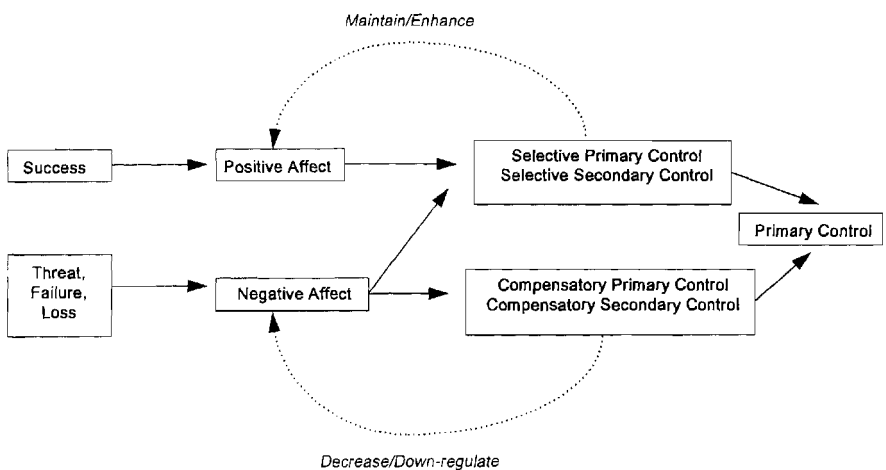 Maintain/Enhance
Success
Positive Affect
Selective Primary Control
Selective Secondary Control
Primary Control
Threat,
Failure,
Loss
Negative Affect
Compensatory Primary Control
Compensatory Secondary Control
Decrease/Down-regulate